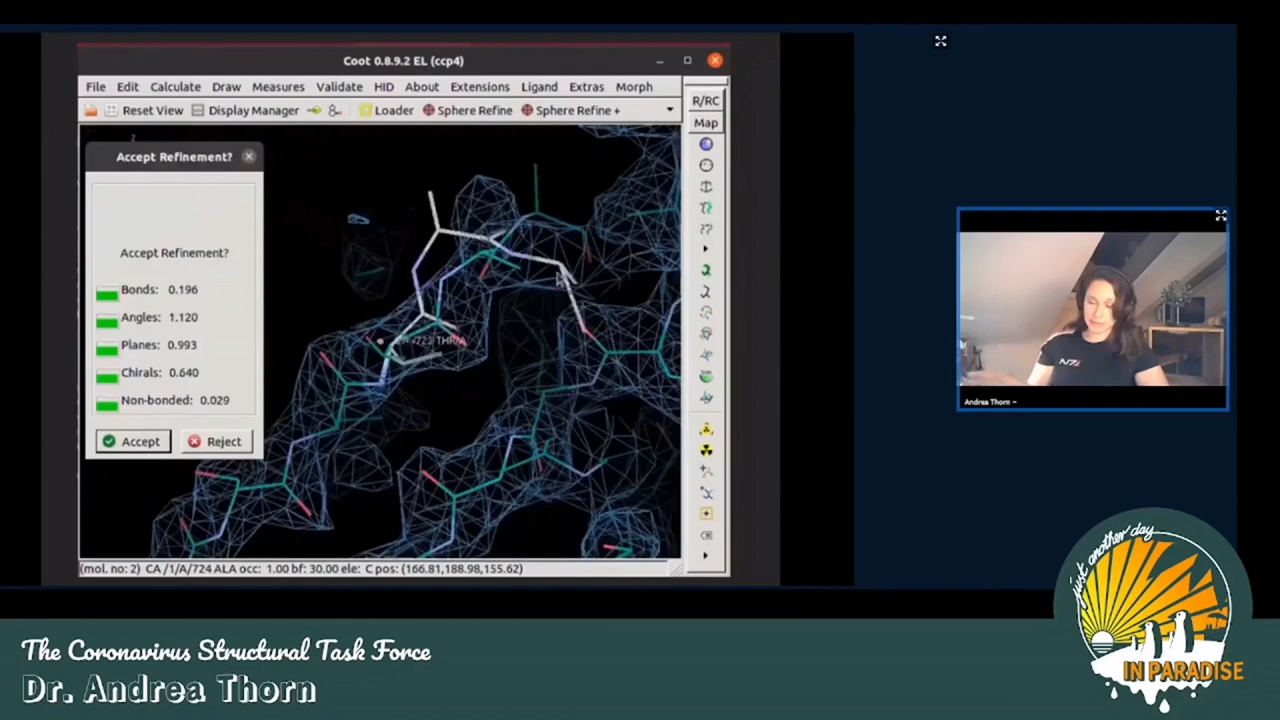 Coot 0.8.9.2 EL (ccp4)
File Edit Calculate Draw Measures Validate HID About Extensions Ligand Extras Morph
Reset View Display Manager Loader Sphere Refine Sphere Refine +
R/RC
Map
Accept Refinement?
Accept Refinement?
Bonds: 0.196
Angles: 1.120
Planes: 0.993
Chirals: 0.640
Non-bonded: 0.029
Accept Reject
723 THR/A
(mol. no: 2) CA /1/A/724 ALA occ: 1.00 bf: 30.00 ele: C pos: (166.81,188.98,155.62)
N7
Andrea Thorn
just another day
IN PARADISE
The Coronavirus Structural Task Force
Dr. Andrea Thorn